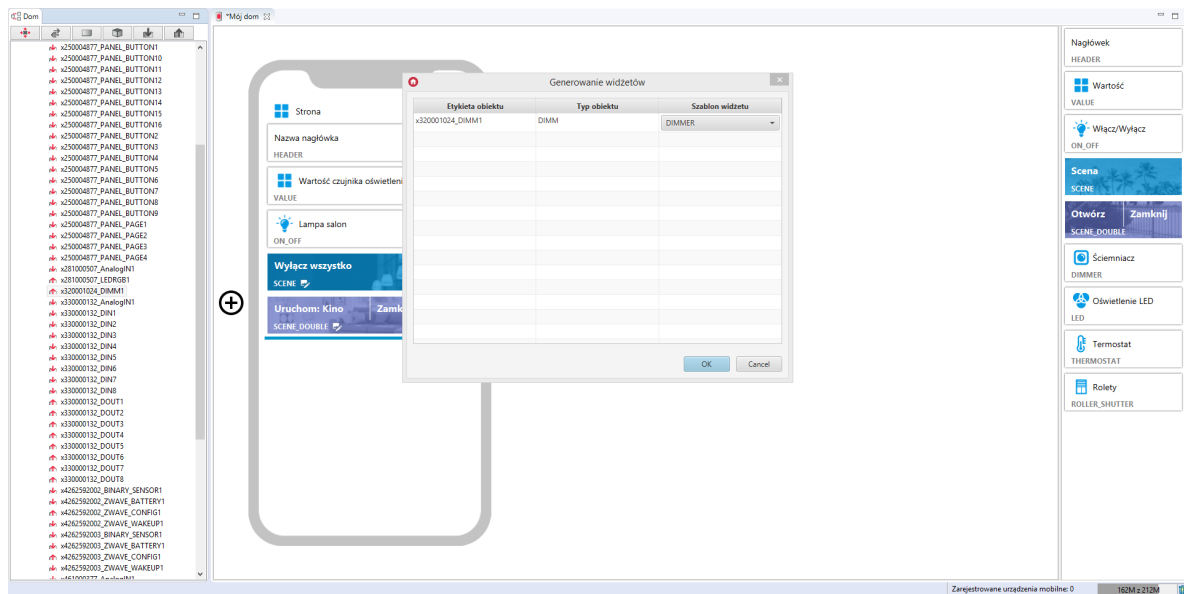 Dom
*Mój dom
x250004877_PANEL_BUTTON1
x250004877_PANEL_BUTTON10
x250004877_PANEL_BUTTON11
x250004877_PANEL_BUTTON12
x250004877_PANEL_BUTTON13
x250004877_PANEL_BUTTON14
x250004877_PANEL_BUTTON15
x250004877_PANEL_BUTTON16
x250004877_PANEL_BUTTON2
x250004877_PANEL_BUTTON3
x250004877_PANEL_BUTTON4
x250004877_PANEL_BUTTON5
x250004877_PANEL_BUTTON6
x250004877_PANEL_BUTTON7
x250004877_PANEL_BUTTON8
x250004877_PANEL_BUTTON9
x250004877_PANEL_PAGE1
x250004877_PANEL_PAGE2
x250004877_PANEL_PAGE3
x250004877_PANEL_PAGE4
x281000507_AnalogIN1
x281000507_LEDRGB1
x320001024_DIMM1
x330000132_AnalogIN1
x330000132_DIN1
x330000132_DIN2
x330000132_DIN3
x330000132_DIN4
x330000132_DIN5
x330000132_DIN6
x330000132_DIN7
x330000132_DIN8
x330000132_DOUT1
x330000132_DOUT2
x330000132_DOUT3
x330000132_DOUT4
x330000132_DOUT5
x330000132_DOUT6
x330000132_DOUT7
x330000132_DOUT8
x4262592002_BINARY_SENSOR1
x4262592002_ZWAVE_BATTERY1
x4262592002_ZWAVE_CONFIG1
x4262592002_ZWAVE_WAKEUP1
x4262592003_BINARY_SENSOR1
x4262592003_ZWAVE_BATTERY1
x4262592003_ZWAVE_CONFIG1
x4262592003_ZWAVE_WAKEUP1
x461000377_AnalogIN1
Strona
Nazwa nagłówka
HEADER
Wartość czujnika oświetleni
VALUE
Lampa salon
ON_OFF
Wyłącz wszystko
SCENE
Uruchom: Kino Zamk
SCENE_DOUBLE
Generowanie widżetów
Etykieta obiektu Typ obiektu Szablon widżetu
x320001024_DIMM1 DIMM DIMMER
OK Cancel
Nagłówek
HEADER
Wartość
VALUE
Włącz/Wyłącz
ON_OFF
Scena
SCENE
Otwórz Zamknij
SCENE_DOUBLE
Ściemniacz
DIMMER
Oświetlenie LED
LED
Termostat
THERMOSTAT
Rolety
ROLLER_SHUTTER
Zarejestrowane urządzenia mobilne: 0 162M z 212M